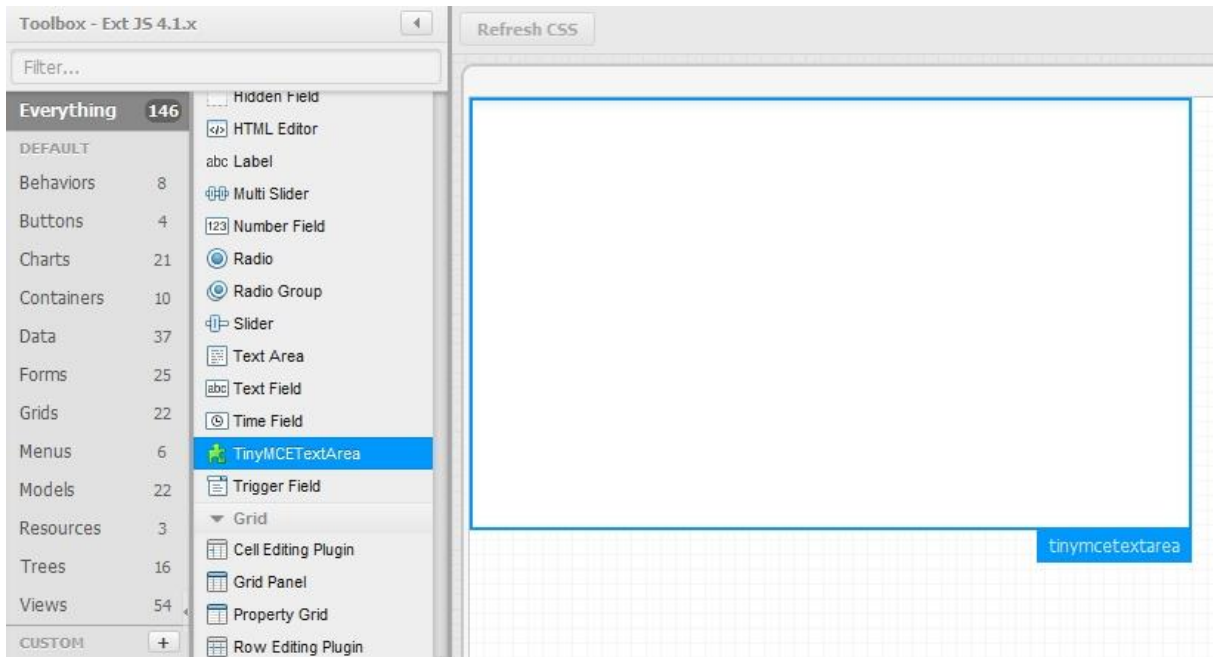 Toolbox - Ext JS 4.1.x
Refresh CSS
Filter...
Everything 146
DEFAULT
Behaviors 8
Buttons 4
Charts 21
Containers 10
Data 37
Forms 25
Grids 22
Menus 6
Models 22
Resources 3
Trees 16
Views 54
CUSTOM +
Hidden Field
</> HTML Editor
abc Label
Multi Slider
123 Number Field
Radio
Radio Group
Slider
Text Area
abc Text Field
Time Field
TinyMCETextArea
Trigger Field
Grid
Cell Editing Plugin
Grid Panel
Property Grid
Row Editing Plugin
tinymcetextarea